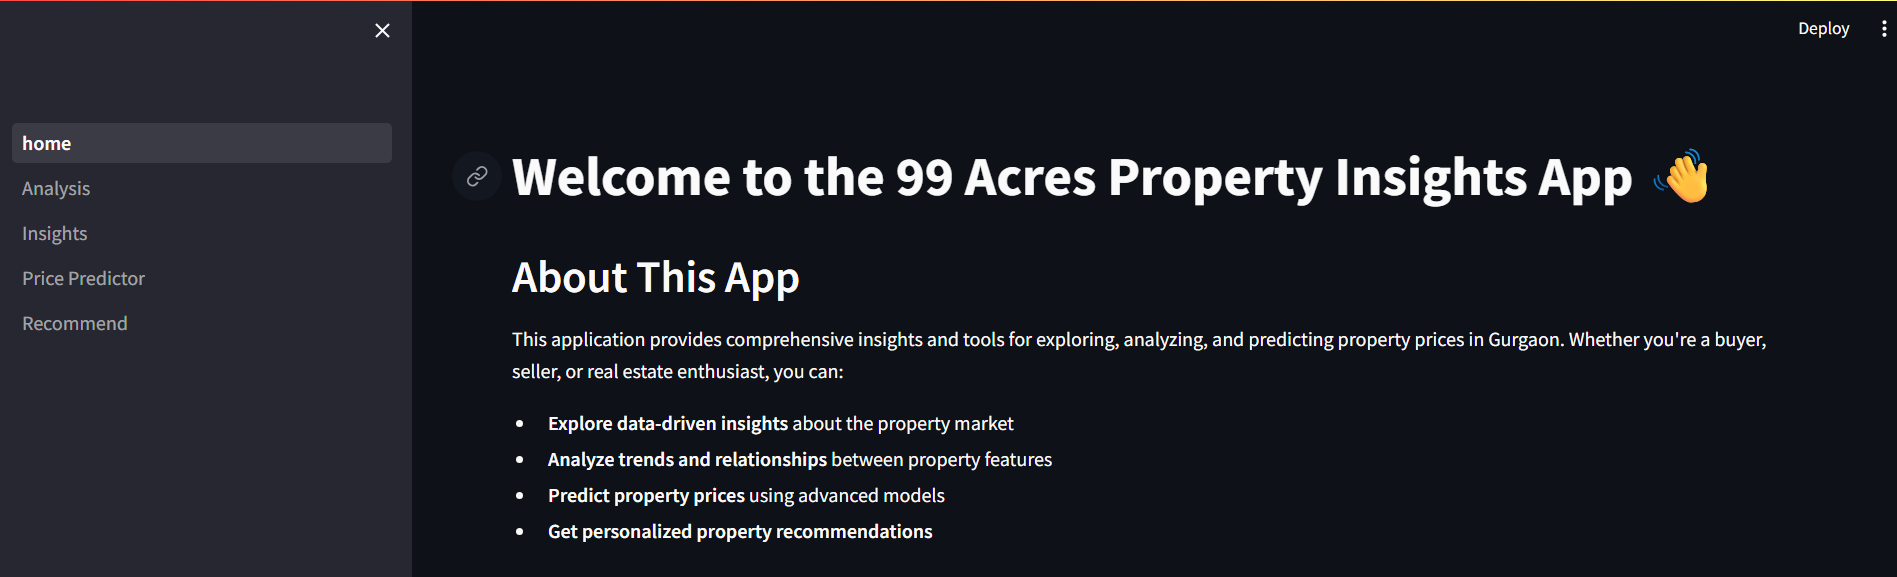 Deploy
home
Analysis
Insights
Price Predictor
Recommend
Welcome to the 99 Acres Property Insights App 👋
About This App
This application provides comprehensive insights and tools for exploring, analyzing, and predicting property prices in Gurgaon. Whether you're a buyer,
seller, or real estate enthusiast, you can:
• Explore data-driven insights about the property market
• Analyze trends and relationships between property features
• Predict property prices using advanced models
• Get personalized property recommendations